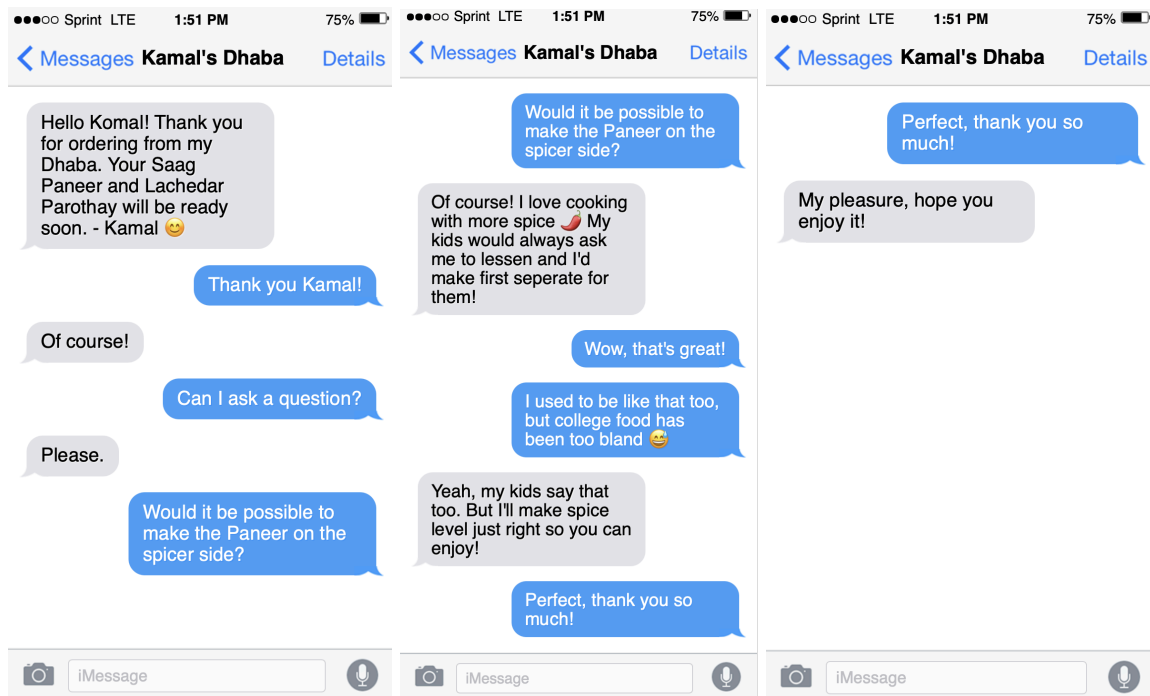 Sprint LTE 1:51 PM 75%
Messages Kamal's Dhaba Details
Hello Komal! Thank you
for ordering from my
Dhaba. Your Saag
Paneer and Lachedar
Parothay will be ready
soon. - Kamal 😊
Thank you Kamal!
Of course!
Can I ask a question?
Please.
Would it be possible to
make the Paneer on the
spicer side?
iMessage
Sprint LTE 1:51 PM 75%
Messages Kamal's Dhaba Details
Would it be possible to
make the Paneer on the
spicer side?
Of course! I love cooking
with more spice 🌶️ My
kids would always ask
me to lessen and I'd
make first seperate for
them!
Wow, that's great!
I used to be like that too,
but college food has
been too bland 😅
Yeah, my kids say that
too. But I'll make spice
level just right so you can
enjoy!
Perfect, thank you so
much!
iMessage
Sprint LTE 1:51 PM 75%
Messages Kamal's Dhaba Details
Perfect, thank you so
much!
My pleasure, hope you
enjoy it!
iMessage